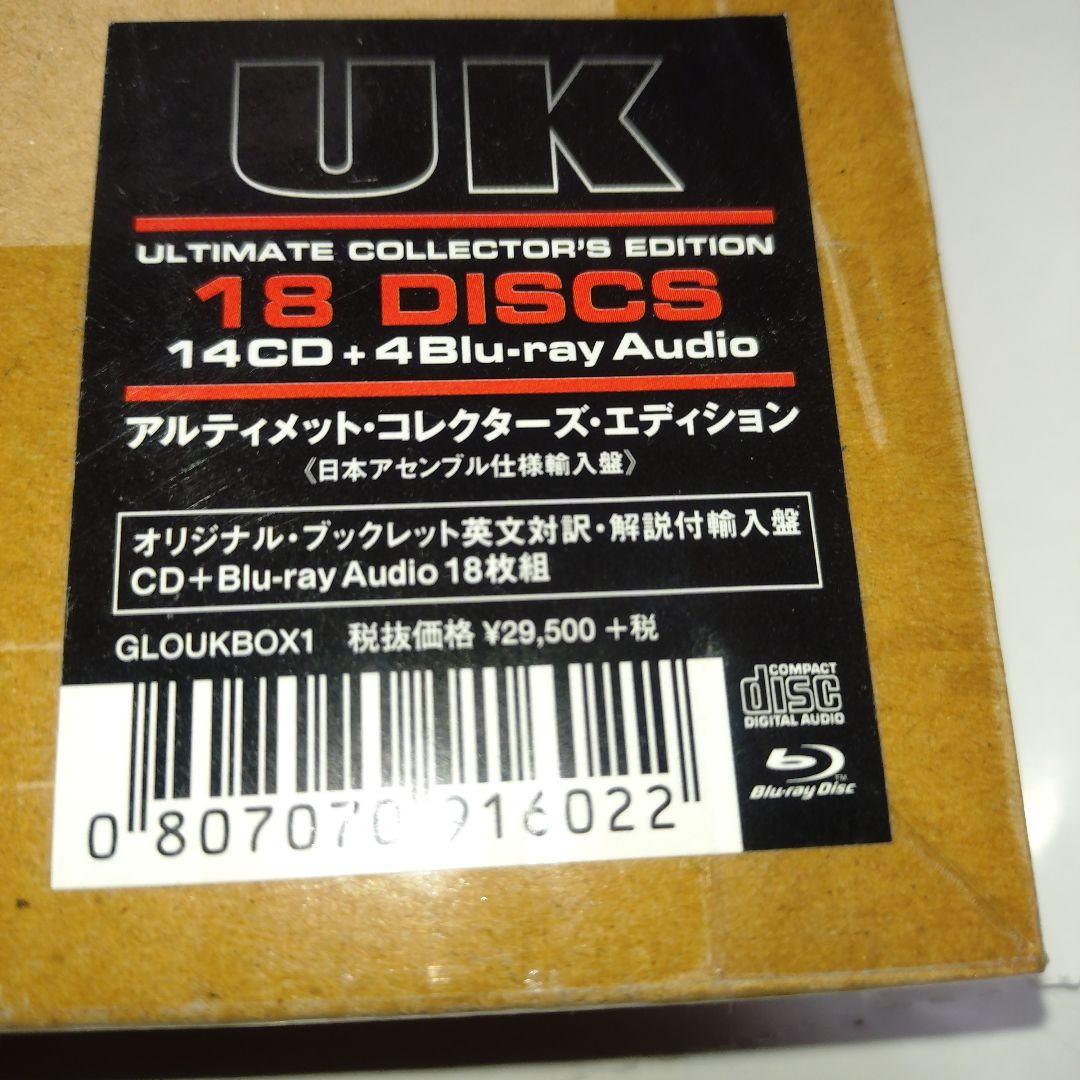 UK
ULTIMATE COLLECTOR'S EDITION
18 DISCS
14CD + 4Blu-ray Audio
アルティメット・コレクターズ・エディション
《日本アセンブル仕様輸入盤》
オリジナル・ブックレット英文対訳・解説付輸入盤
CD+Blu-ray Audio 18枚組
GLOUKBOX1 税抜価格 ¥29,500 +税
COMPACT
disc
DIGITAL AUDIO
Blu-ray Disc™
0 807070 916022